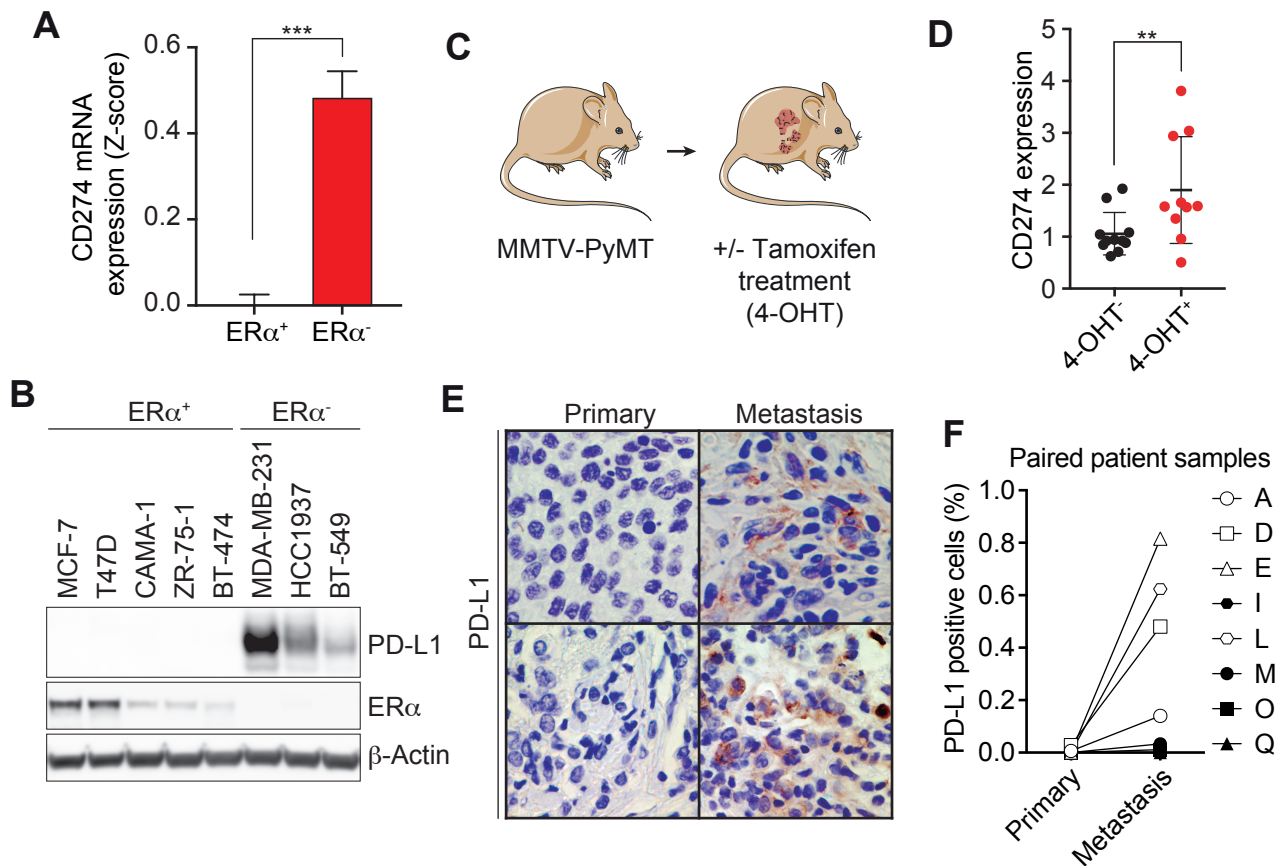 A
CD274 mRNA
expression (Z-score)
0.6
0.4
0.2
0.0
***
ERα⁺
ERα⁻
B
ERα⁺
ERα⁻
MCF-7
T47D
CAMA-1
ZR-75-1
BT-474
MDA-MB-231
HCC1937
BT-549
PD-L1
ERα
β-Actin
C
MMTV-PyMT
+/- Tamoxifen
treatment
(4-OHT)
D
CD274 expression
5
4
3
2
1
0
**
4-OHT⁻
4-OHT⁺
E
Primary
Metastasis
PD-L1
F
Paired patient samples
PD-L1 positive cells (%)
1.0
0.8
0.6
0.4
0.2
0.0
Primary
Metastasis
A
D
E
I
L
M
O
Q